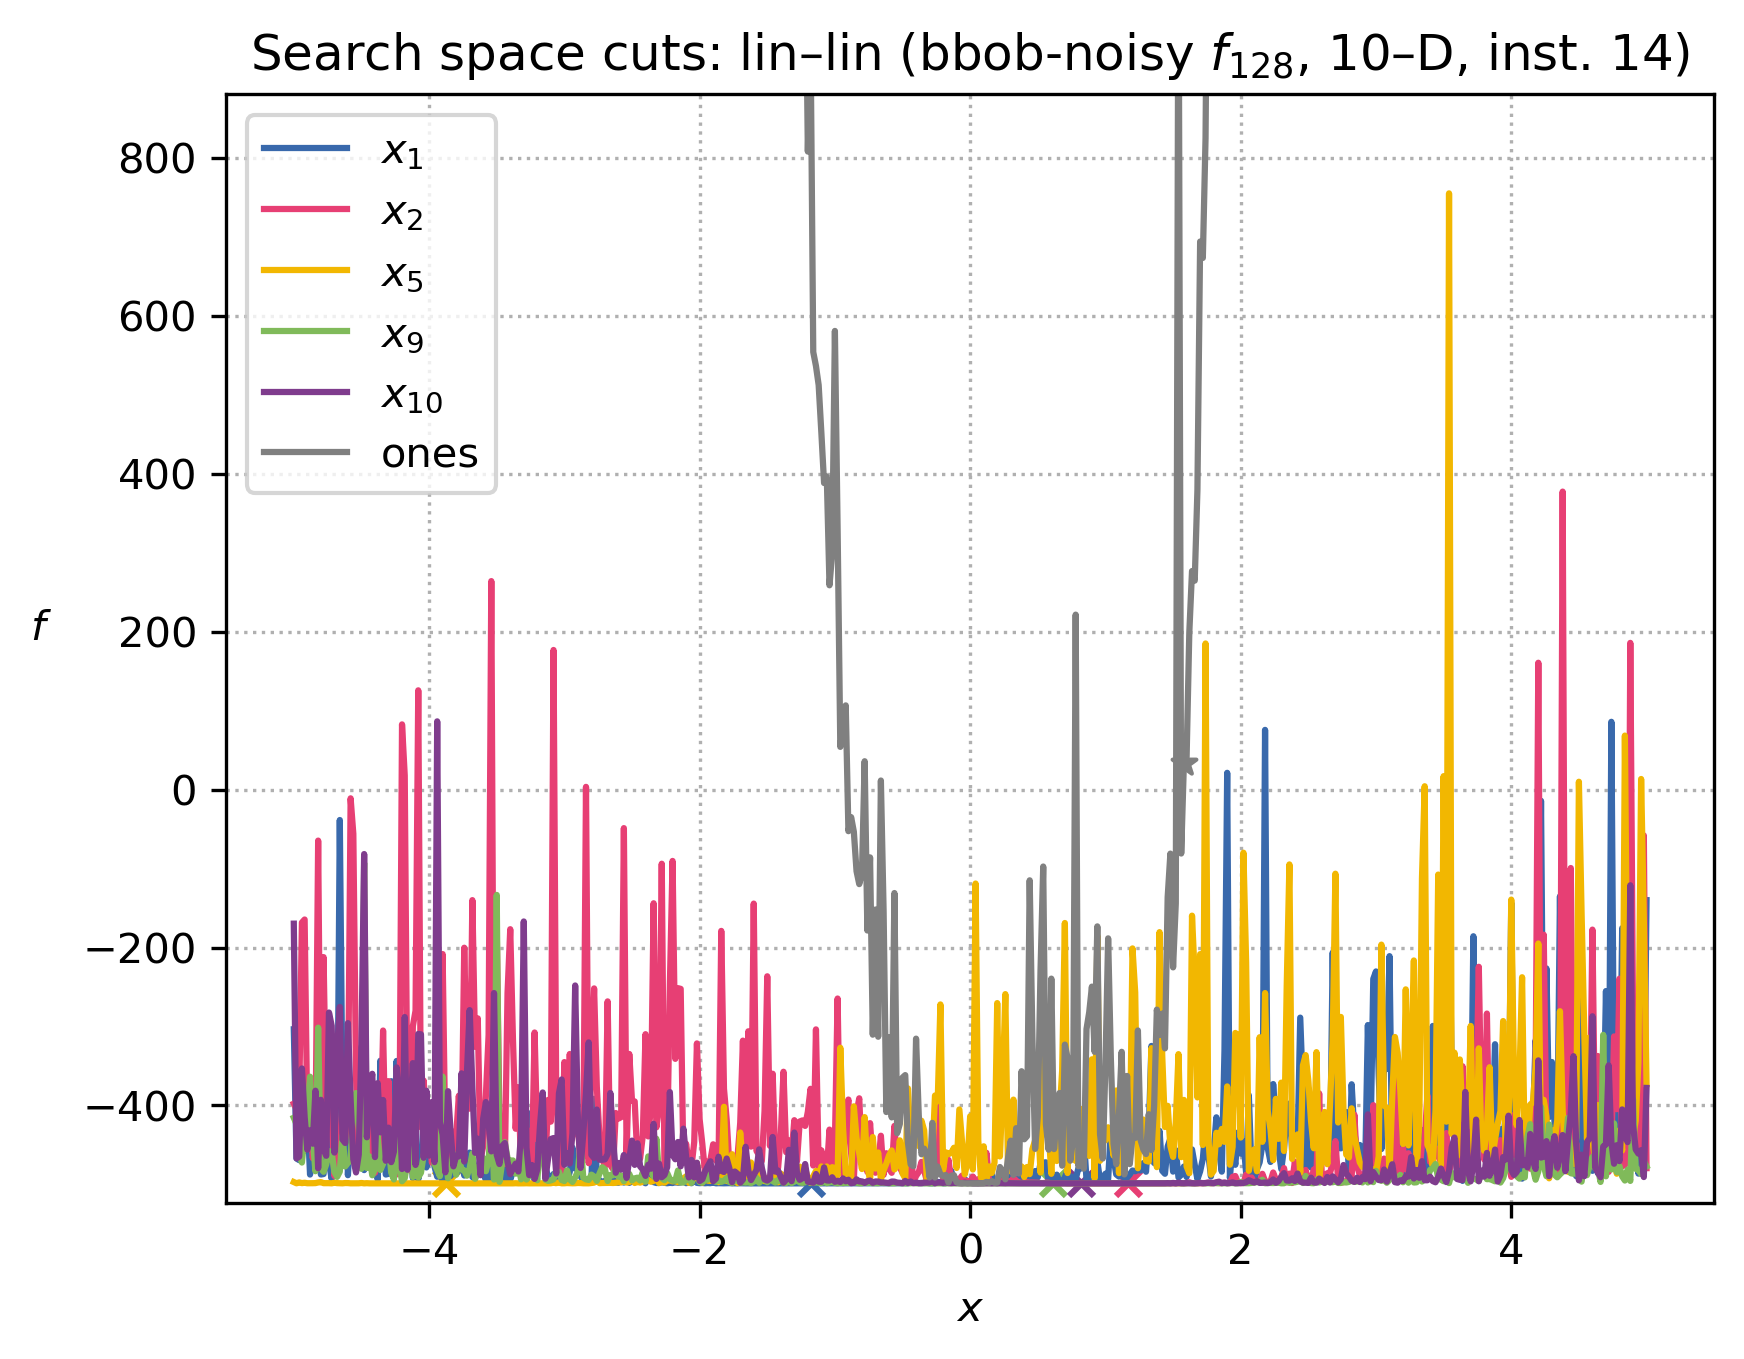 Search space cuts: lin–lin (bbob-noisy f₁₂₈, 10–D, inst. 14)
x₁
x₂
x₅
x₉
x₁₀
ones
800
600
400
200
0
−200
−400
f
−4
−2
0
2
4
x